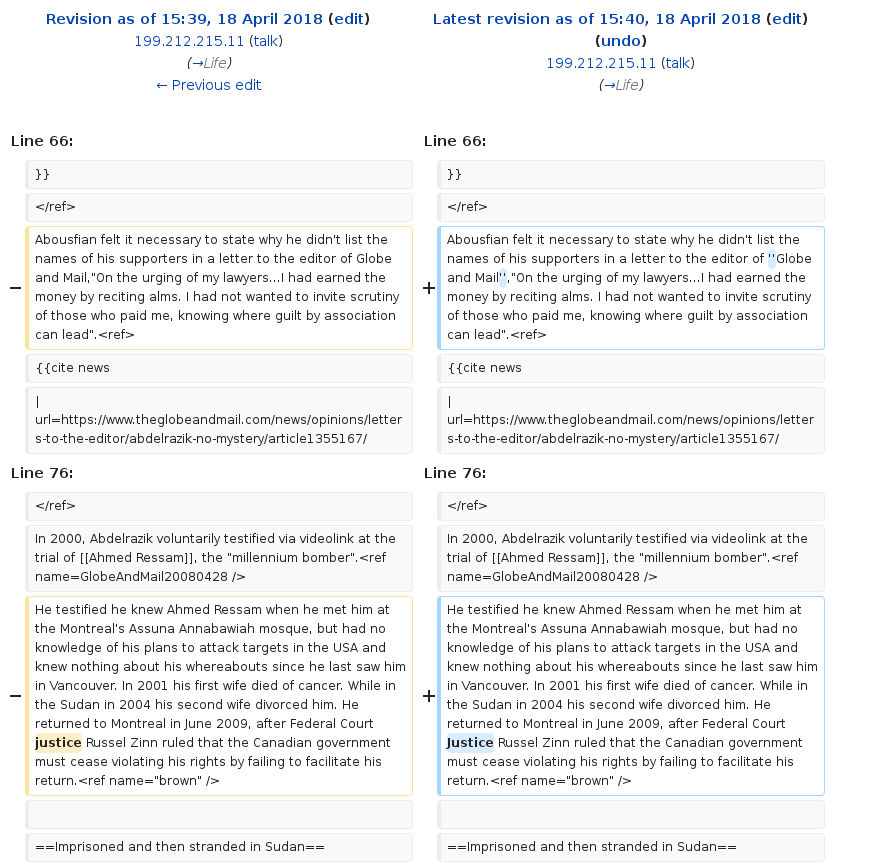 Revision as of 15:39, 18 April 2018 (edit)
199.212.215.11 (talk)
(→Life)
← Previous edit
Latest revision as of 15:40, 18 April 2018 (edit)
(undo)
199.212.215.11 (talk)
(→Life)
Line 66:
Line 66:
}}
}}
</ref>
</ref>
−
Abousfian felt it necessary to state why he didn't list the
names of his supporters in a letter to the editor of Globe
and Mail,"On the urging of my lawyers...I had earned the
money by reciting alms. I had not wanted to invite scrutiny
of those who paid me, knowing where guilt by association
can lead".<ref>
+
Abousfian felt it necessary to state why he didn't list the
names of his supporters in a letter to the editor of ''Globe
and Mail'',"On the urging of my lawyers...I had earned the
money by reciting alms. I had not wanted to invite scrutiny
of those who paid me, knowing where guilt by association
can lead".<ref>
{{cite news
{{cite news
|
url=https://www.theglobeandmail.com/news/opinions/letter
s-to-the-editor/abdelrazik-no-mystery/article1355167/
|
url=https://www.theglobeandmail.com/news/opinions/letter
s-to-the-editor/abdelrazik-no-mystery/article1355167/
Line 76:
Line 76:
</ref>
</ref>
In 2000, Abdelrazik voluntarily testified via videolink at the
trial of [[Ahmed Ressam]], the "millennium bomber".<ref
name=GlobeAndMail20080428 />
In 2000, Abdelrazik voluntarily testified via videolink at the
trial of [[Ahmed Ressam]], the "millennium bomber".<ref
name=GlobeAndMail20080428 />
−
He testified he knew Ahmed Ressam when he met him at
the Montreal's Assuna Annabawiah mosque, but had no
knowledge of his plans to attack targets in the USA and
knew nothing about his whereabouts since he last saw him
in Vancouver. In 2001 his first wife died of cancer. While in
the Sudan in 2004 his second wife divorced him. He
returned to Montreal in June 2009, after Federal Court
justice Russel Zinn ruled that the Canadian government
must cease violating his rights by failing to facilitate his
return.<ref name="brown" />
+
He testified he knew Ahmed Ressam when he met him at
the Montreal's Assuna Annabawiah mosque, but had no
knowledge of his plans to attack targets in the USA and
knew nothing about his whereabouts since he last saw him
in Vancouver. In 2001 his first wife died of cancer. While in
the Sudan in 2004 his second wife divorced him. He
returned to Montreal in June 2009, after Federal Court
Justice Russel Zinn ruled that the Canadian government
must cease violating his rights by failing to facilitate his
return.<ref name="brown" />
==Imprisoned and then stranded in Sudan==
==Imprisoned and then stranded in Sudan==